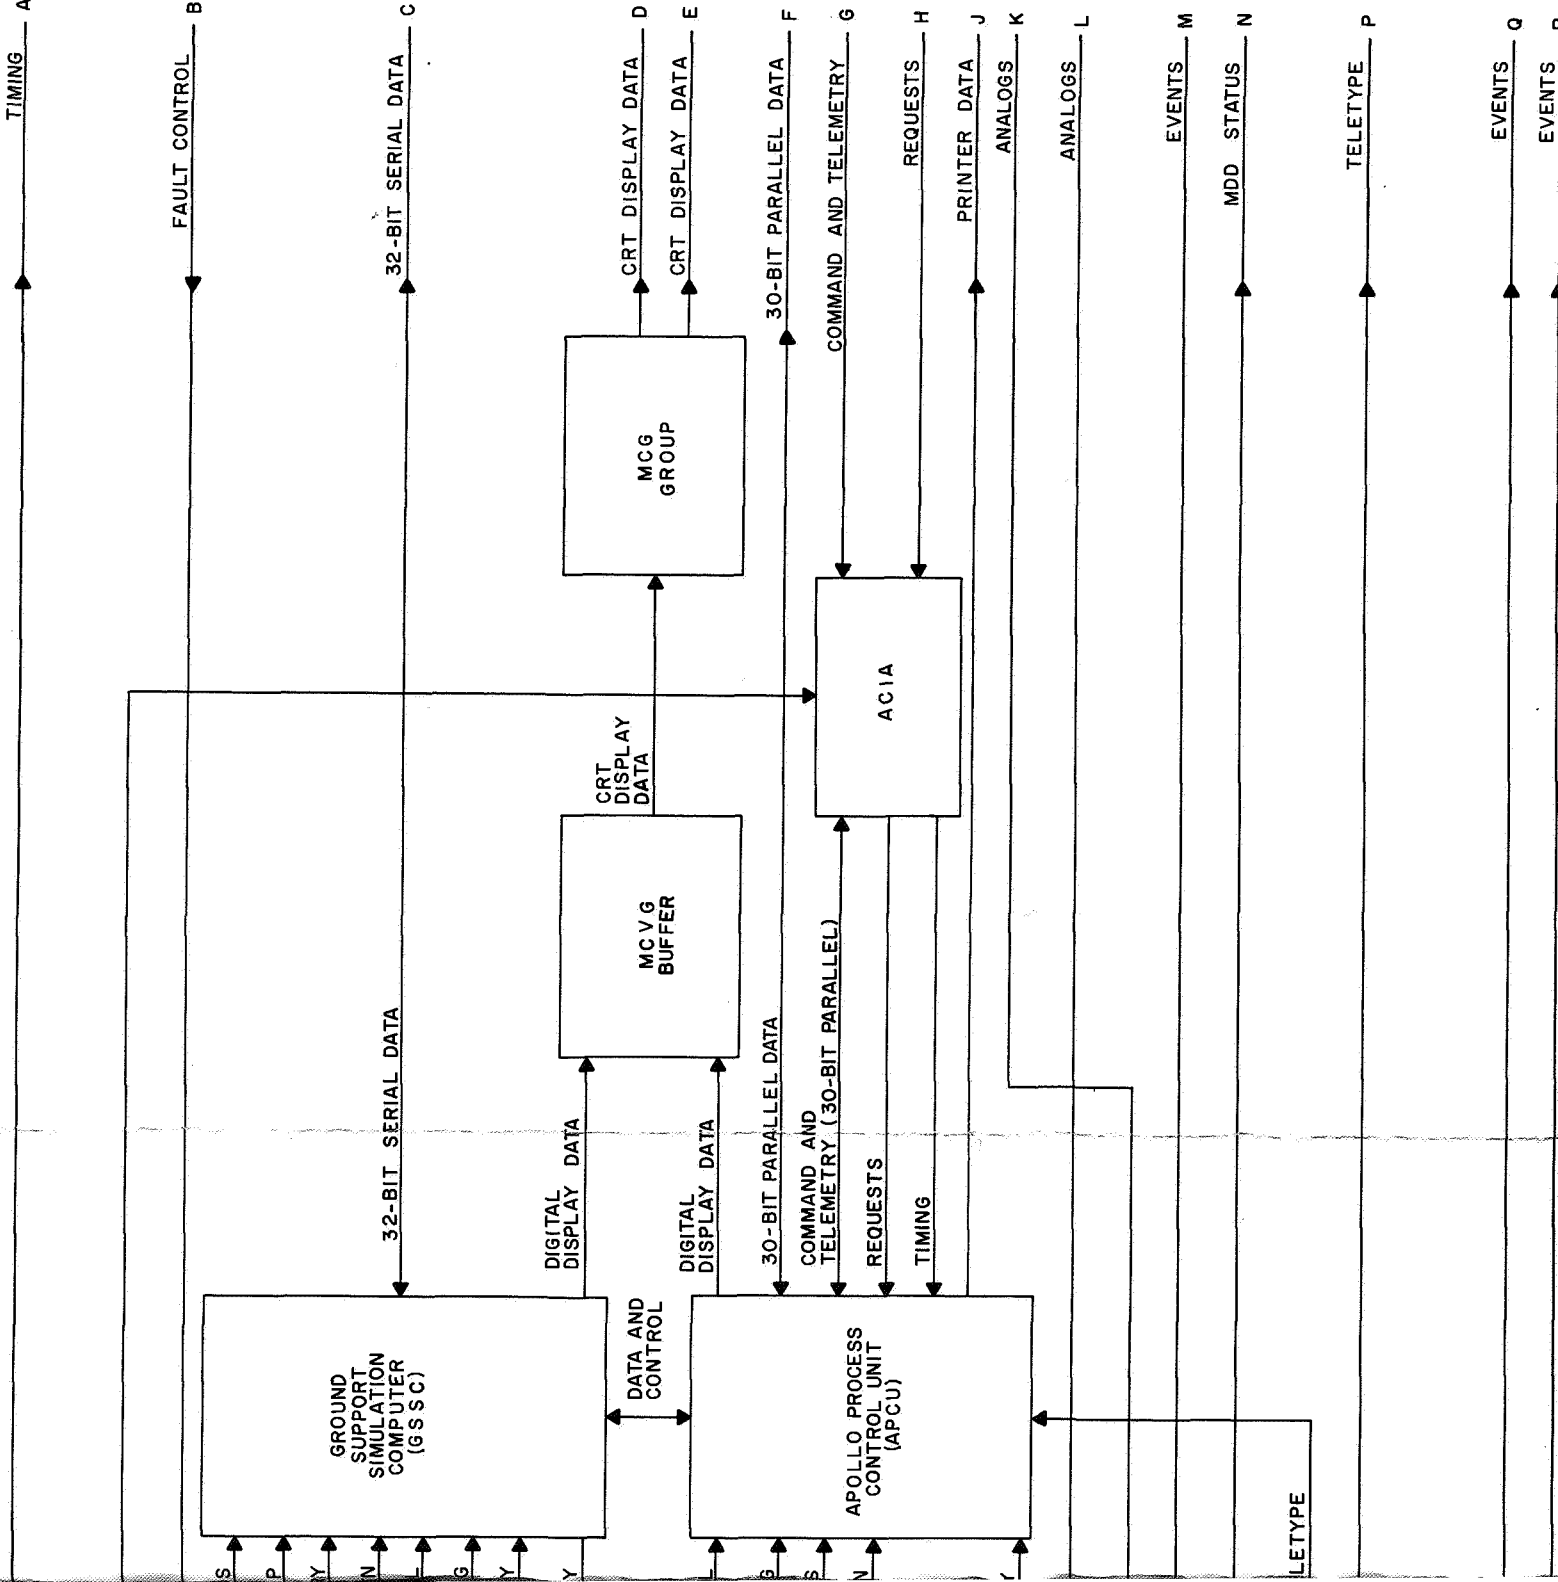 TIMING
A
FAULT CONTROL
B
32-BIT SERIAL DATA
C
CRT DISPLAY DATA
D
CRT DISPLAY DATA
E
30-BIT PARALLEL DATA
F
COMMAND AND TELEMETRY
G
REQUESTS
H
PRINTER DATA
J
ANALOGS
K
ANALOGS
L
EVENTS
M
MDD STATUS
N
TELETYPE
P
EVENTS
Q
EVENTS
MCG
GROUP
ACIA
CRT
DISPLAY
DATA
MCVG
BUFFER
32-BIT SERIAL DATA
DIGITAL
DISPLAY DATA
DIGITAL
DISPLAY DATA
30-BIT PARALLEL DATA
COMMAND AND
TELEMETRY (30-BIT PARALLEL)
REQUESTS
TIMING
GROUND
SUPPORT
SIMULATION
COMPUTER
(GSSC)
DATA AND
CONTROL
APOLLO PROCESS
CONTROL UNIT
(APCU)
S
P
Y
N
L
G
Y
Y
L
G
S
N
Y
LETYPE